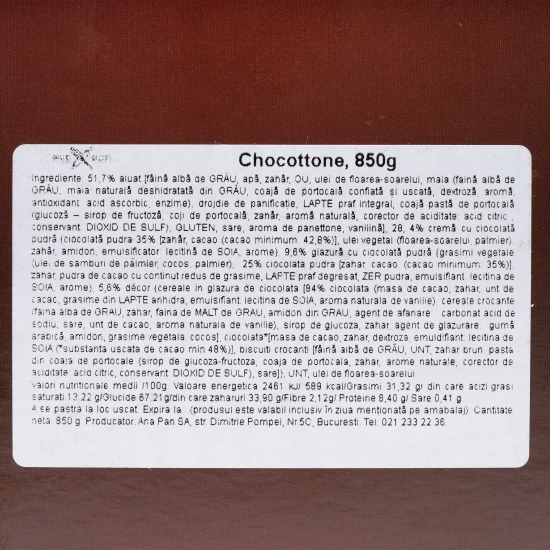 Chocottone, 850g
Ingrediente: 51,7% aluat [făină albă de GRÂU, apă, zahăr, OU, ulei de floarea-soarelui, maia (faină albă de
GRÂU, maia naturală deshidratată din GRÂU, coajă de portocală confiată și uscată, dextroză, aromă,
antioxidant: acid ascorbic, enzime), drojdie de panificație, LAPTE praf integral, coajă pastă de portocală
(glucoză – sirop de fructoză, coji de portocală, zahăr, aromă naturală, corector de aciditate: acid citric,
conservant DIOXID DE SULF), GLUTEN, sare, aroma de panettone, vanilină], 28, 4% cremă cu ciocolată
pudră (ciocolată pudra 35% [zahăr, cacao (cacao minimum 42,8%)], ulei vegetal (floarea-soarelui, palmier)
zahăr, amidon, emulsificator: lecitină de SOIA, arome) 9,6% glazură cu ciocolată pudră (grasimi vegetale
(ulei de samburi de palmier, cocos, palmier), 25% ciocolata pudra [zahar, cacao (cacao minimum 35%)],
zahar, pudra de cacao cu continut redus de grasime, LAPTE praf degresat, ZER pudra, emulsifiant: lecitina de
SOIA, arome), 5,6% décor (cereale in glazura de ciocolata [84% ciocolata (masa de cacao, zahar, unt de
cacao, grasime din LAPTE anhidra, emulsifiant: lecitina de SOIA, aroma naturala de vanilie), cereale crocante
(faina alba de GRAU, zahar, faina de MALT de GRAU, amidon din GRAU, agent de afanare: carbonat acid de
sodiu, sare, unt de cacao, aroma naturala de vanilie), sirop de glucoza, zahar, agent de glazurare: gumă
arabică, amidon, grasime vegetala: cocos], ciocolata*[masa de cacao, zahar, dextroza, emulsifiant: lecitina de
SOIA (*substanta uscata de cacao min 48%)], biscuiti crocanti [făină albă de GRÂU, UNT, zahar brun, pasta
din coaja de portocale (sirop de glucoza-fructoza, coaja de portocala, zahar, arome naturale, corector de
aciditate: acid citric, conservant DIOXID DE SULF), sare]), UNT, ulei de floarea-soarelui.
Valori nutritionale medii /100g: Valoare energetica 2461 kJ/ 589 kcal/Grasimi 31,32 g/ din care acizi grasi
saturati 13,22 g/Glucide 67,21g/din care zaharuri 33,90 g/Fibre 2,12g/ Proteine 8,40 g/ Sare 0,41 g
A se pastra la loc uscat. Expira la: (produsul este valabil inclusiv în ziua menționată pe amabalaj). Cantitate
neta: 850 g. Producator: Ana Pan SA, str. Dimitrie Pompei, Nr.5C, Bucuresti. Tel: 021 233 22 36